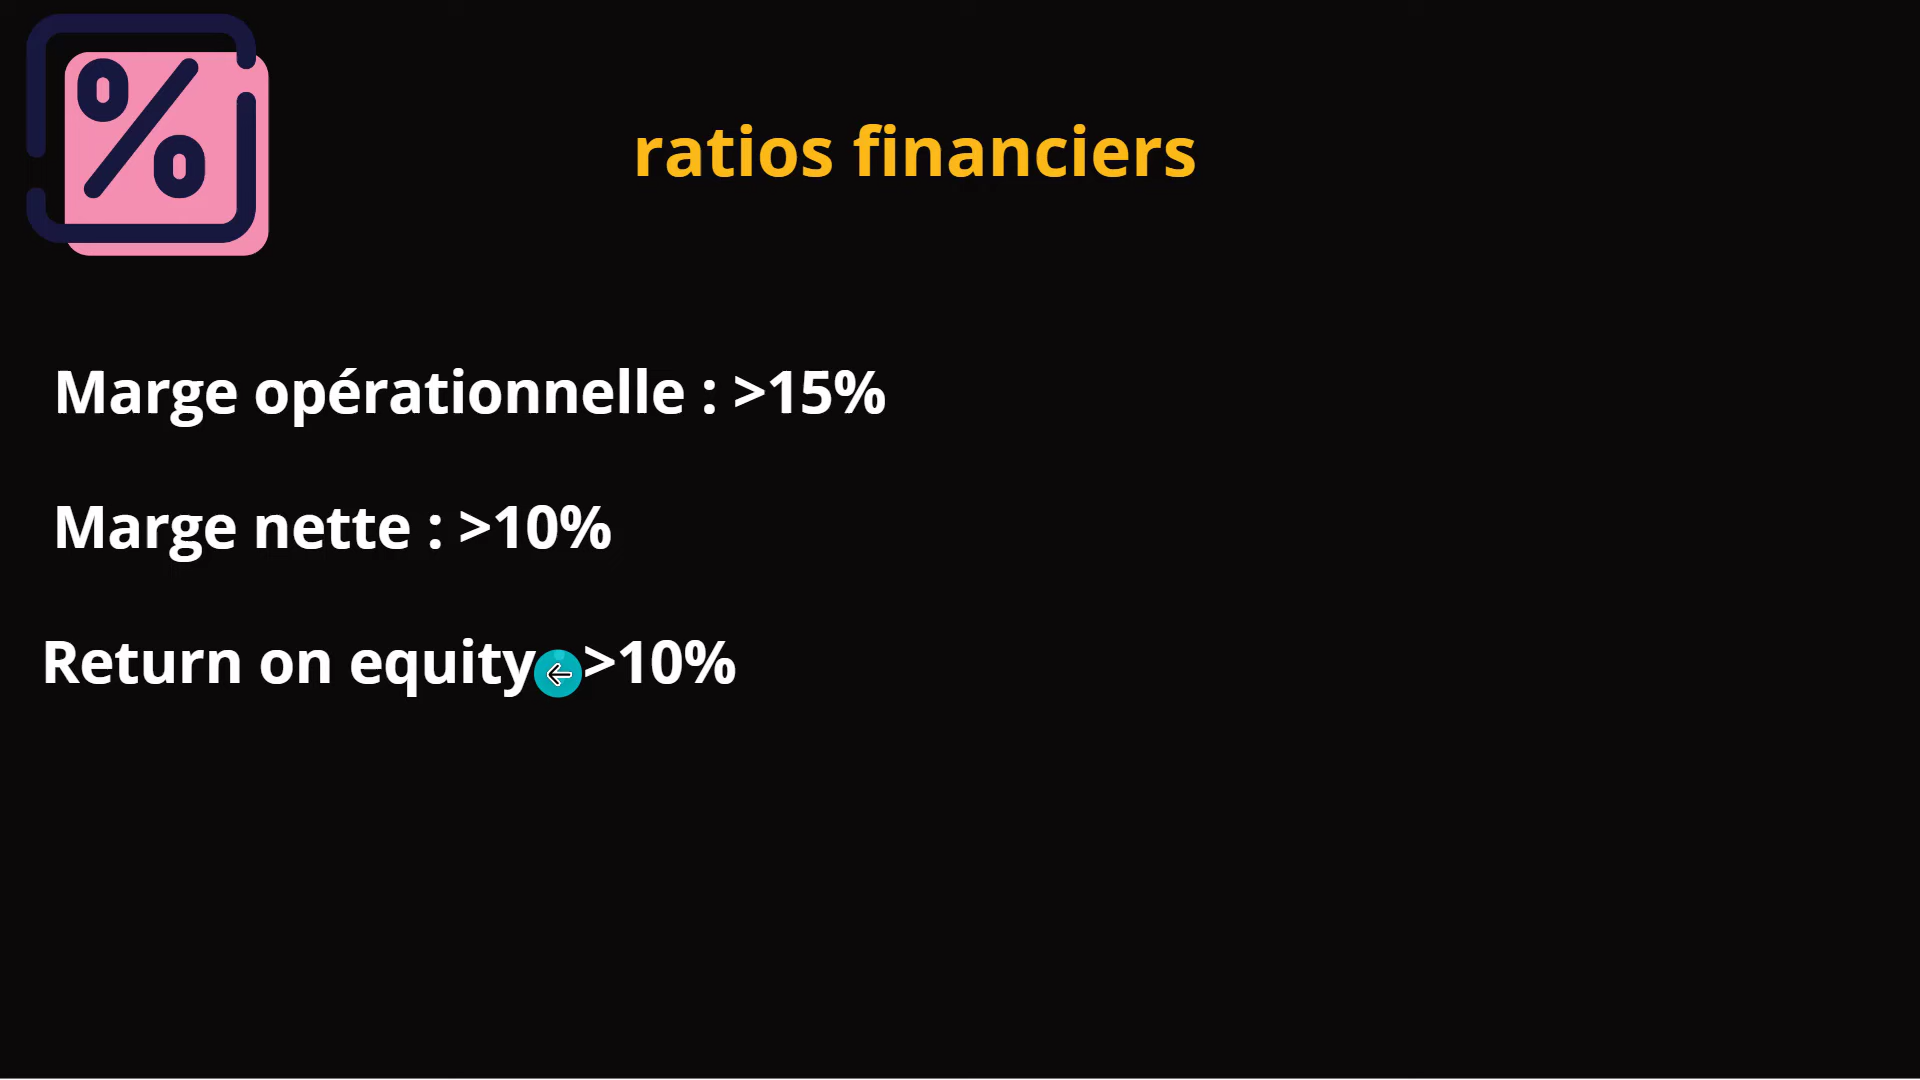 %
ratios financiers
Marge opérationnelle : >15%
Marge nette : >10%
Return on equity >10%